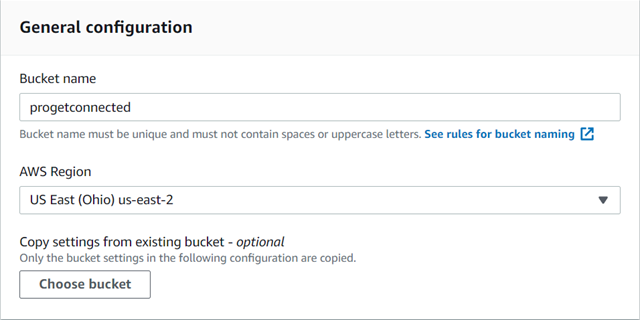 General configuration
Bucket name
progetconnected
Bucket name must be unique and must not contain spaces or uppercase letters. See rules for bucket naming
AWS Region
US East (Ohio) us-east-2
Copy settings from existing bucket - optional
Only the bucket settings in the following configuration are copied.
Choose bucket